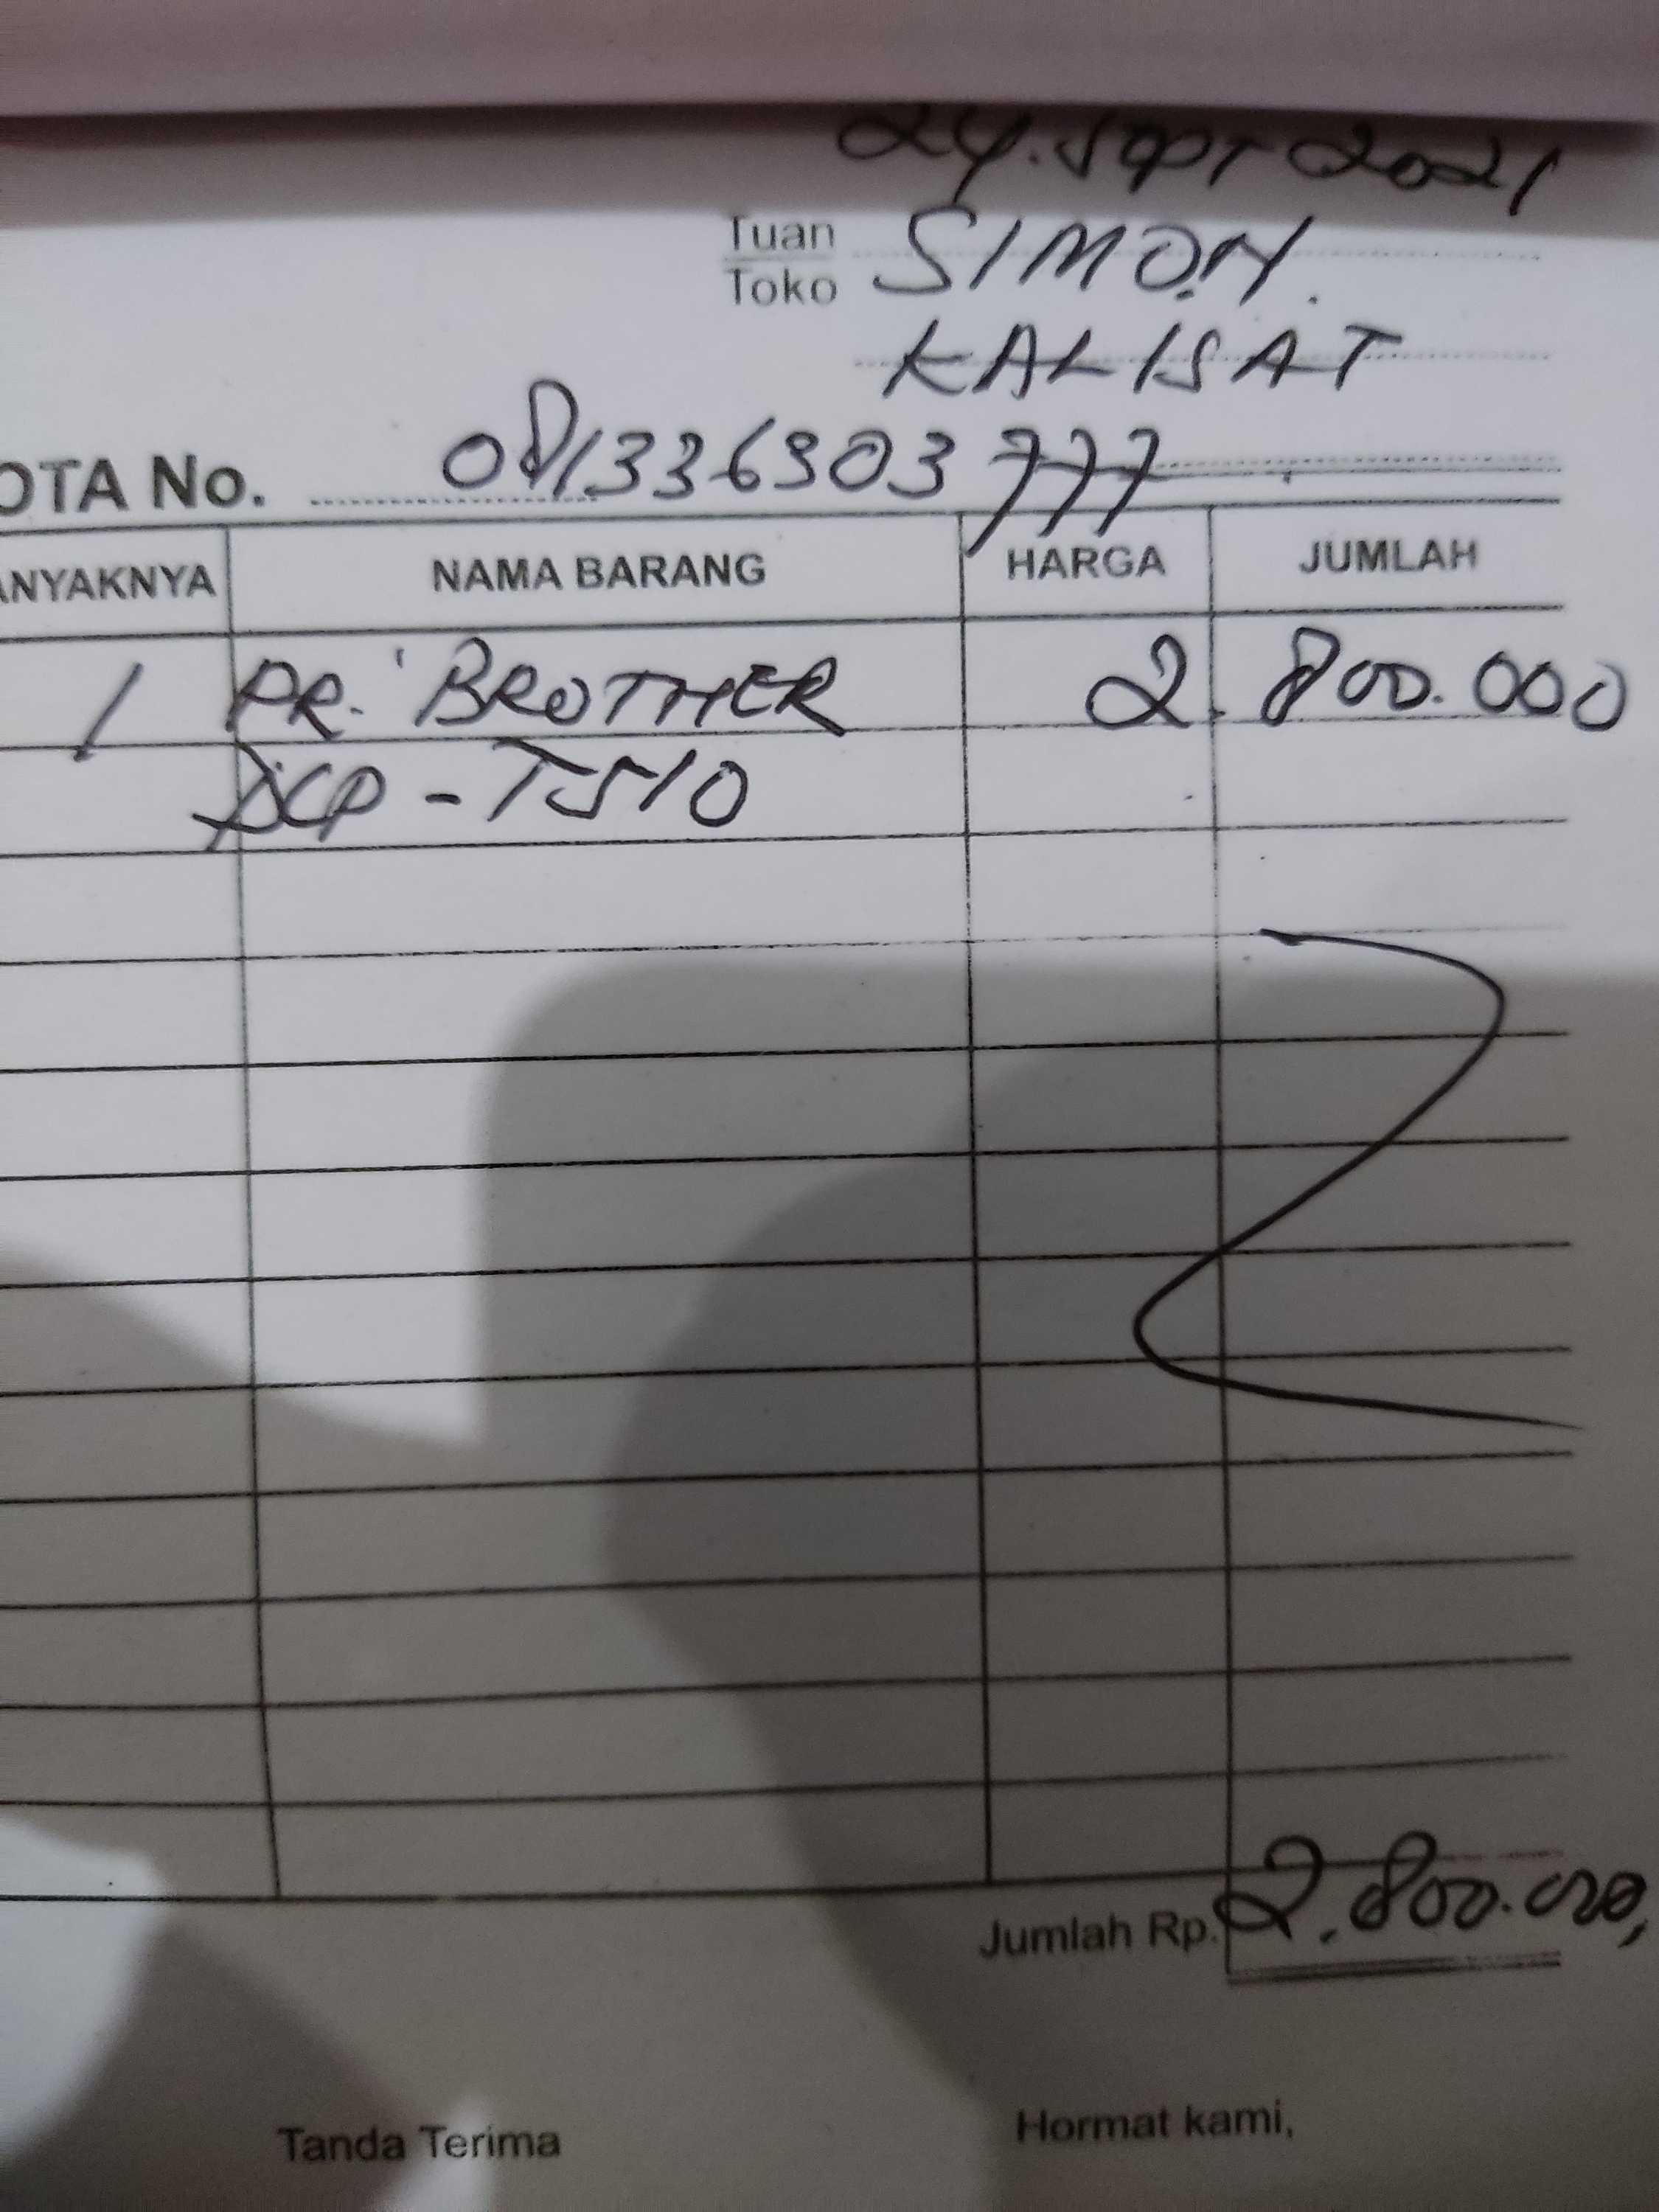 24. Sept 2021
Tuan SIMON.
Toko
KALISAT
OTA No. 081336303777
ANYAKNYA NAMA BARANG HARGA JUMLAH
1 PR. BROTHER 2.800.000
DCP - T510
Jumlah Rp. 2.800.000,
Tanda Terima Hormat kami,